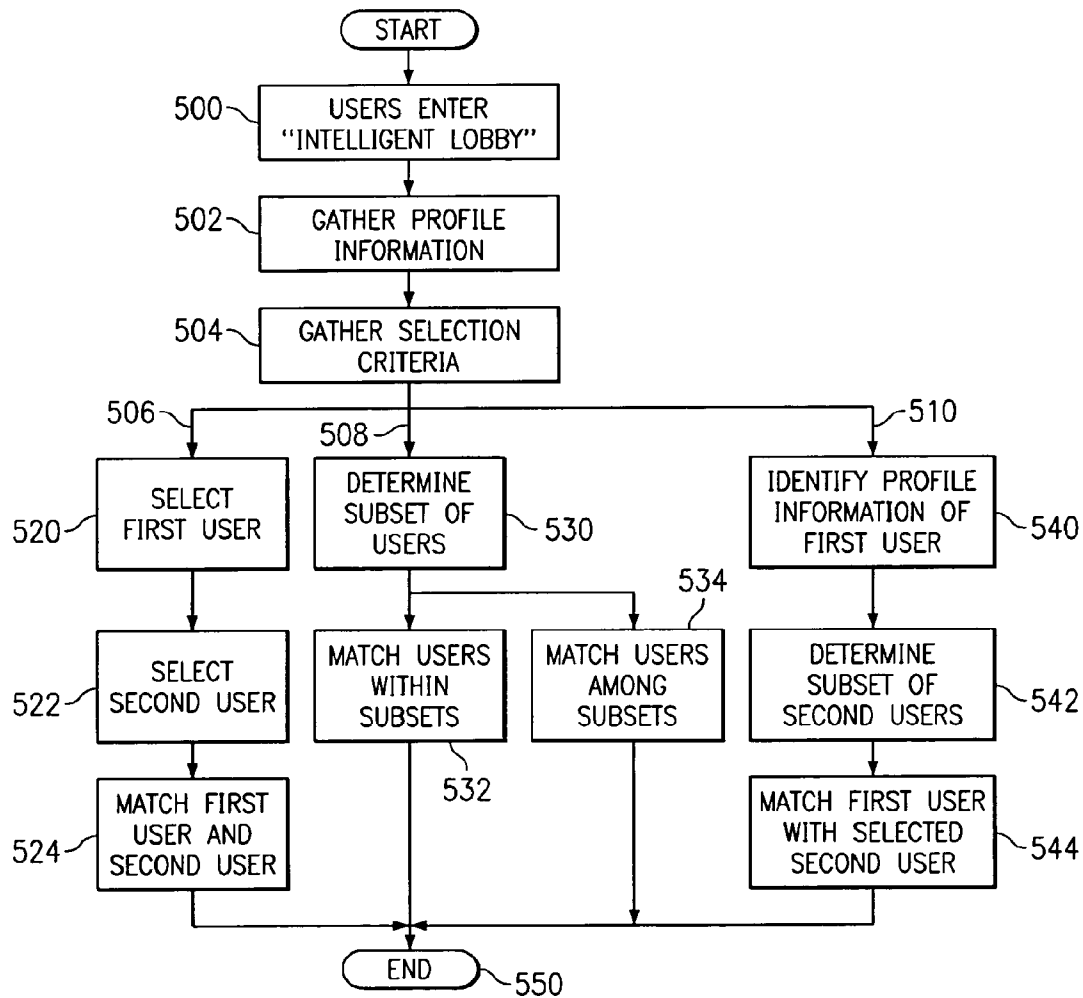 START
500
USERS ENTER
“INTELLIGENT LOBBY”
502
GATHER PROFILE
INFORMATION
504
GATHER SELECTION
CRITERIA
506
508
510
520
SELECT
FIRST USER
DETERMINE
SUBSET OF
USERS
530
IDENTIFY PROFILE
INFORMATION OF
FIRST USER
540
534
522
SELECT
SECOND USER
MATCH USERS
WITHIN
SUBSETS
532
MATCH USERS
AMONG
SUBSETS
DETERMINE
SUBSET OF
SECOND USERS
542
524
MATCH FIRST
USER AND
SECOND USER
MATCH FIRST USER
WITH SELECTED
SECOND USER
544
END
550